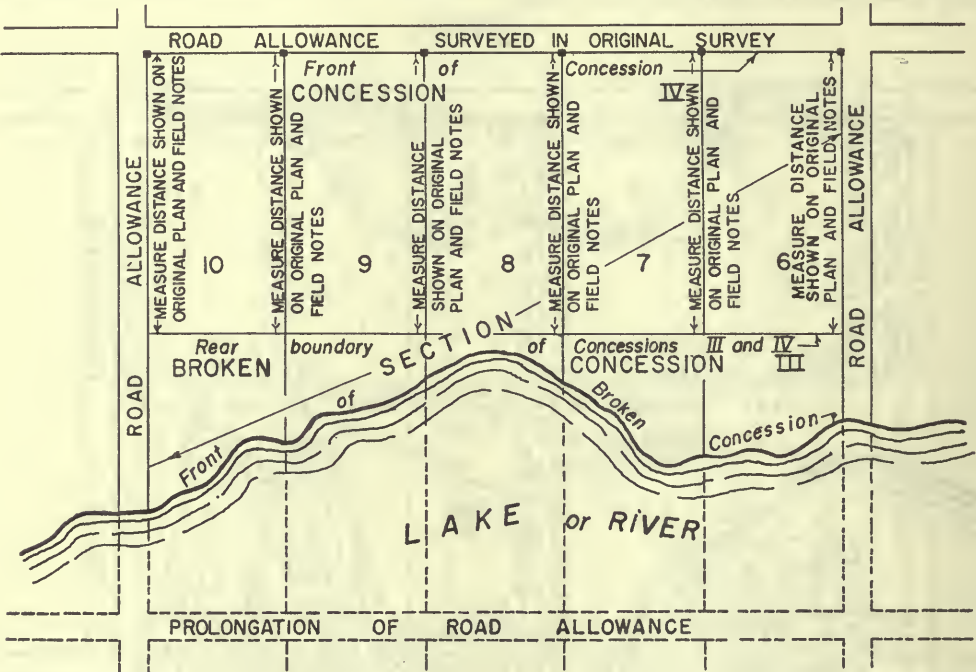 ROAD ALLOWANCE SURVEYED IN ORIGINAL SURVEY
Front of Concession IV
CONCESSION
MEASURE DISTANCE SHOWN ON
ORIGINAL PLAN AND FIELD NOTES
MEASURE DISTANCE SHOWN
ON ORIGINAL PLAN AND
FIELD NOTES
MEASURE DISTANCE
SHOWN ON ORIGINAL
PLAN AND FIELD NOTES
MEASURE DISTANCE SHOWN
ON ORIGINAL PLAN AND
FIELD NOTES
MEASURE DISTANCE SHOWN
ON ORIGINAL PLAN AND
FIELD NOTES
MEASURE DISTANCE
SHOWN ON ORIGINAL
PLAN AND FIELD NOTES
ROAD ALLOWANCE
ROAD ALLOWANCE
10 9 8 7 6
SECTION
Rear boundary of Concessions III and IV
BROKEN CONCESSION III
Front of Broken Concession
LAKE or RIVER
PROLONGATION OF ROAD ALLOWANCE